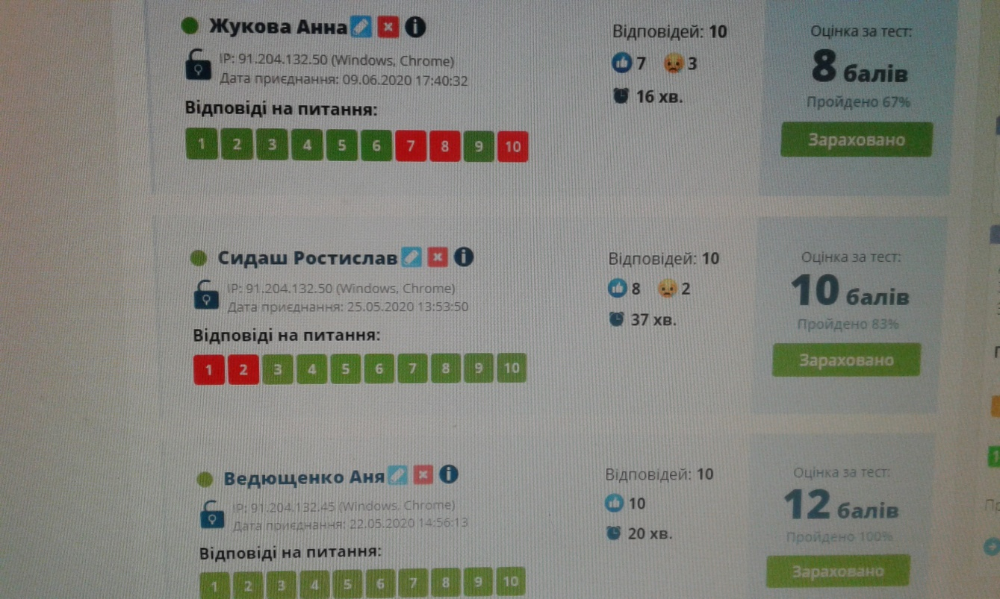 Жукова Анна
IP: 91.204.132.50 (Windows, Chrome)
Дата приєднання: 09.06.2020 17:40:32
Відповіді на питання:
1 2 3 4 5 6 7 8 9 10
Відповідей: 10
7 3
16 хв.
Оцінка за тест:
8 балів
Пройдено 67%
Зараховано
Сидаш Ростислав
IP: 91.204.132.50 (Windows, Chrome)
Дата приєднання: 25.05.2020 13:53:50
Відповіді на питання:
1 2 3 4 5 6 7 8 9 10
Відповідей: 10
8 2
37 хв.
Оцінка за тест:
10 балів
Пройдено 83%
Зараховано
Ведющенко Аня
IP: 91.204.132.45 (Windows, Chrome)
Дата приєднання: 22.05.2020 14:56:13
Відповіді на питання:
1 2 3 4 5 6 7 8 9 10
Відповідей: 10
10
20 хв.
Оцінка за тест:
12 балів
Пройдено 100%
Зараховано